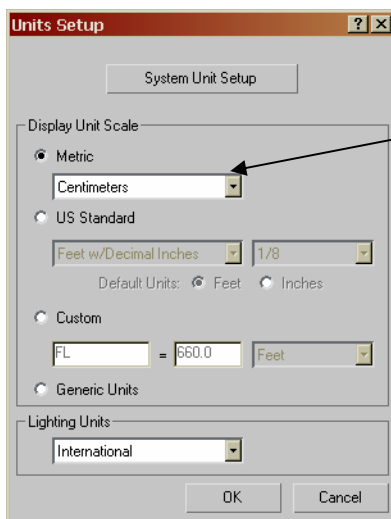 Units Setup
System Unit Setup
Display Unit Scale
Metric
Centimeters
US Standard
Feet w/Decimal Inches 1/8
Default Units: Feet Inches
Custom
FL = 660.0 Feet
Generic Units
Lighting Units
International
OK Cancel